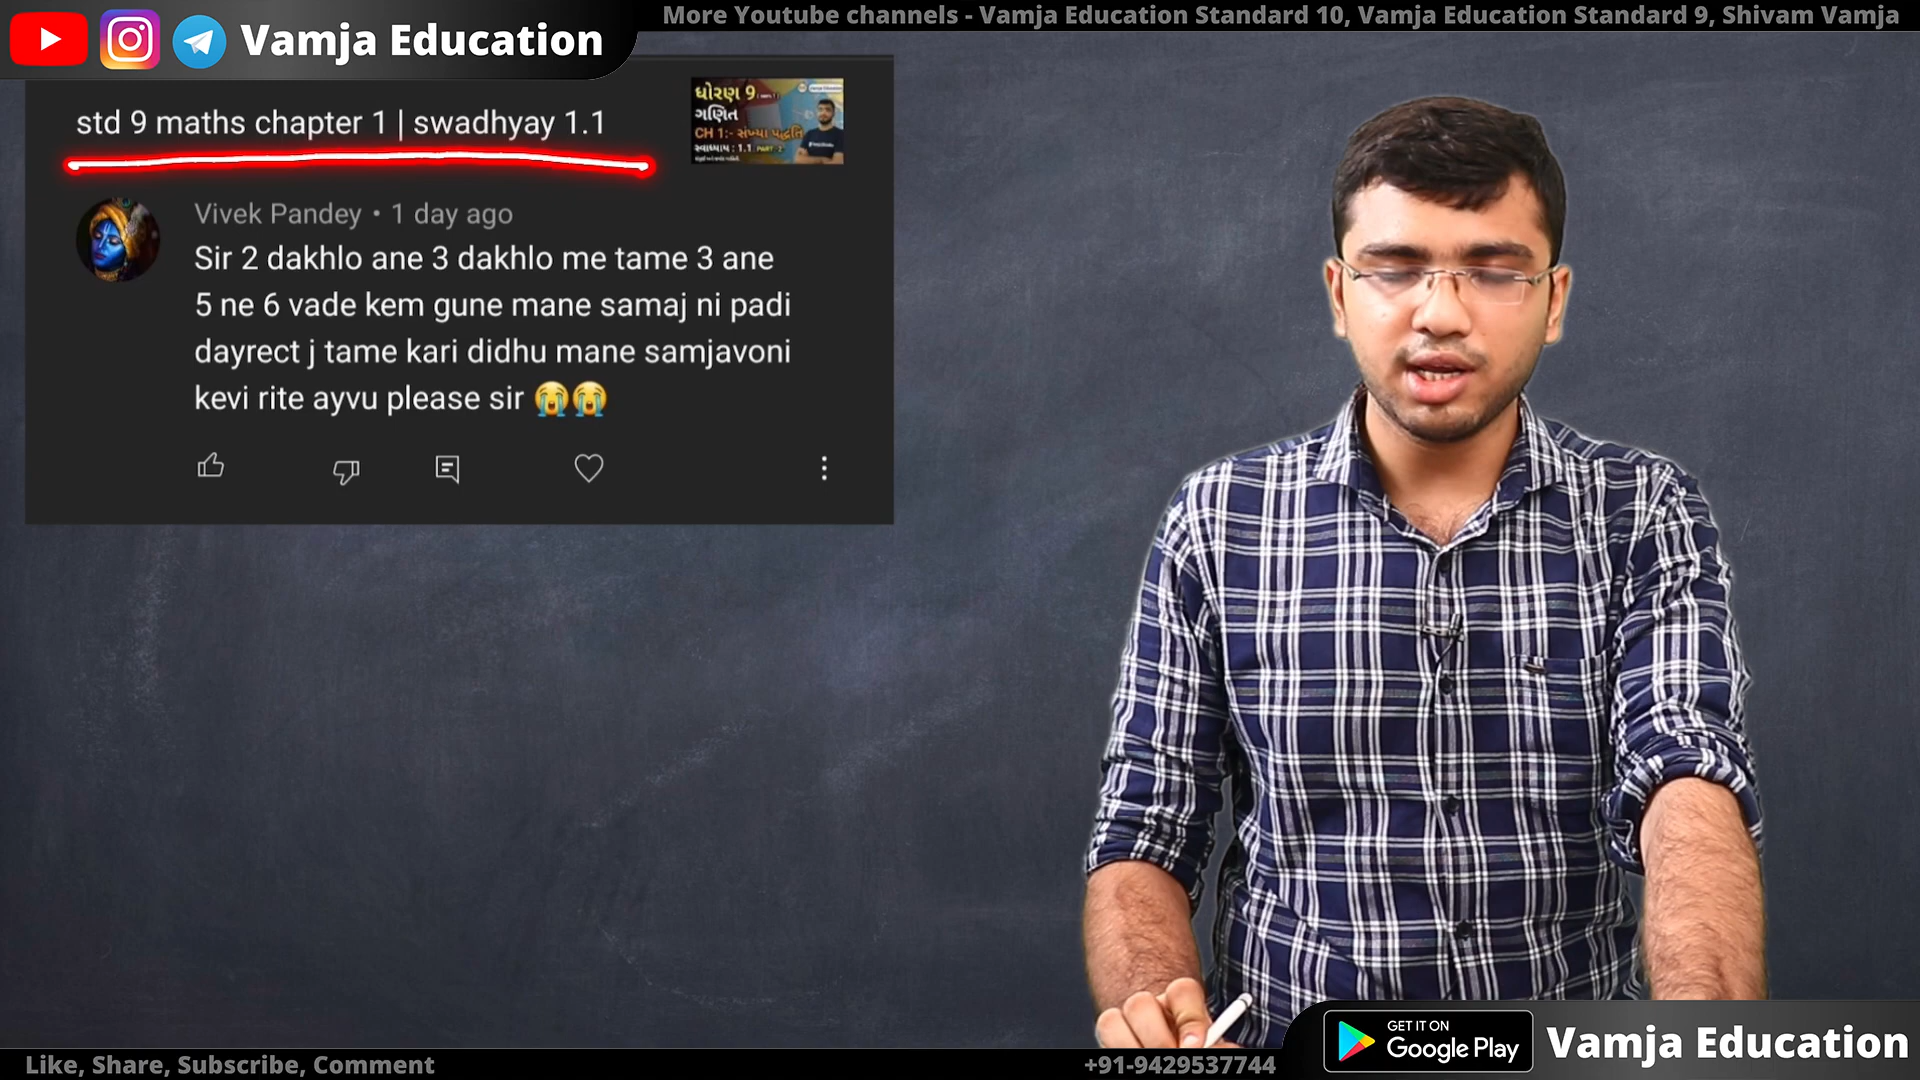 More Youtube channels - Vamja Education Standard 10, Vamja Education Standard 9, Shivam Vamja
Vamja Education
std 9 maths chapter 1 | swadhyay 1.1
ધોરણ 9
ગણિત
CH 1:- સંખ્યા પદ્ધતિ
સ્વાધ્યાય : 1.1 PART - 2
Vivek Pandey • 1 day ago
Sir 2 dakhlo ane 3 dakhlo me tame 3 ane
5 ne 6 vade kem gune mane samaj ni padi
dayrect j tame kari didhu mane samjavoni
kevi rite ayvu please sir 😭😭
GET IT ON
Google Play
Vamja Education
Like, Share, Subscribe, Comment
+91-9429537744